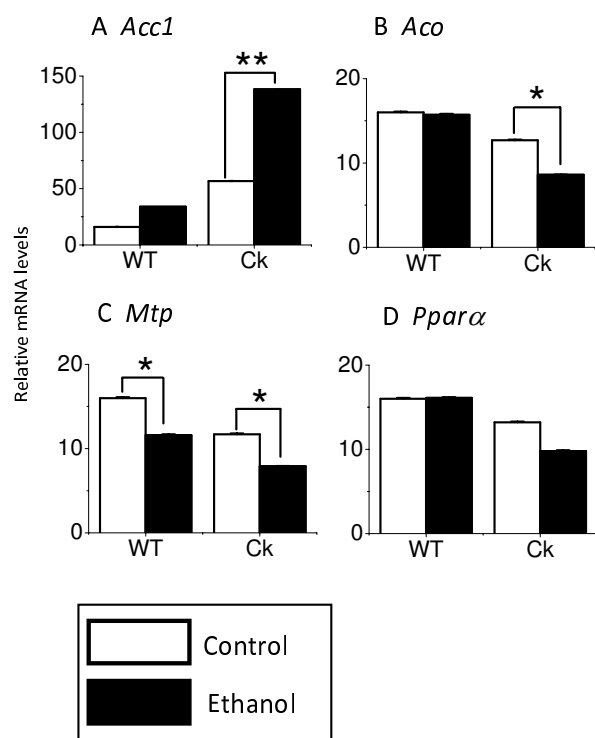 A Acc1
**
150
100
50
0
WT Ck
B Aco
*
20
10
0
WT Ck
Relative mRNA levels
C Mtp
*
*
20
10
0
WT Ck
D Pparα
20
10
0
WT Ck
Control
Ethanol